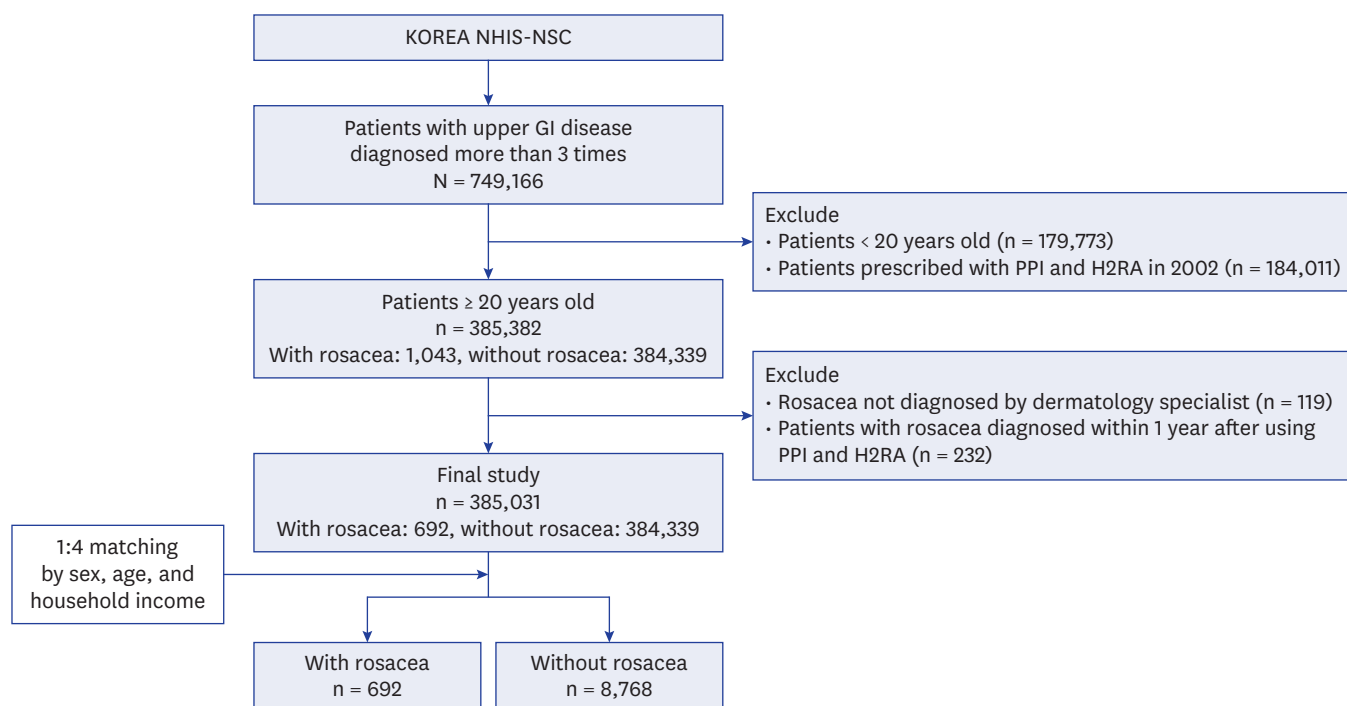 KOREA NHIS-NSC
Patients with upper GI disease
diagnosed more than 3 times
N = 749,166
Exclude
· Patients < 20 years old (n = 179,773)
· Patients prescribed with PPI and H2RA in 2002 (n = 184,011)
Patients ≥ 20 years old
n = 385,382
With rosacea: 1,043, without rosacea: 384,339
Exclude
· Rosacea not diagnosed by dermatology specialist (n = 119)
· Patients with rosacea diagnosed within 1 year after using
PPI and H2RA (n = 232)
Final study
n = 385,031
With rosacea: 692, without rosacea: 384,339
1:4 matching
by sex, age, and
household income
With rosacea
n = 692
Without rosacea
n = 8,768